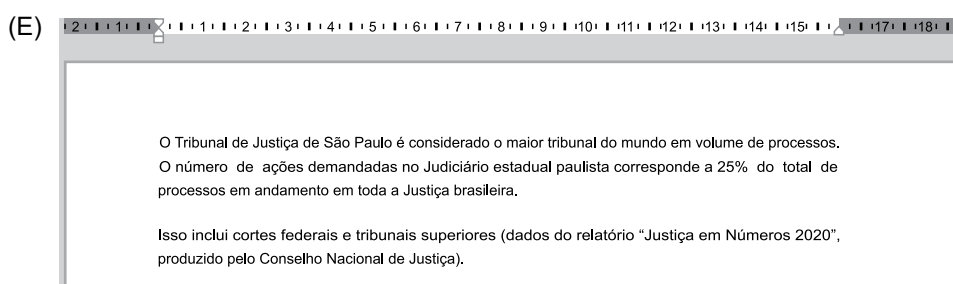 (E) 2 1 1 2 3 4 5 6 7 8 9 10 11 12 13 14 15 17 18
O Tribunal de Justiça de São Paulo é considerado o maior tribunal do mundo em volume de processos.
O número de ações demandadas no Judiciário estadual paulista corresponde a 25% do total de
processos em andamento em toda a Justiça brasileira.
Isso inclui cortes federais e tribunais superiores (dados do relatório “Justiça em Números 2020”,
produzido pelo Conselho Nacional de Justiça).